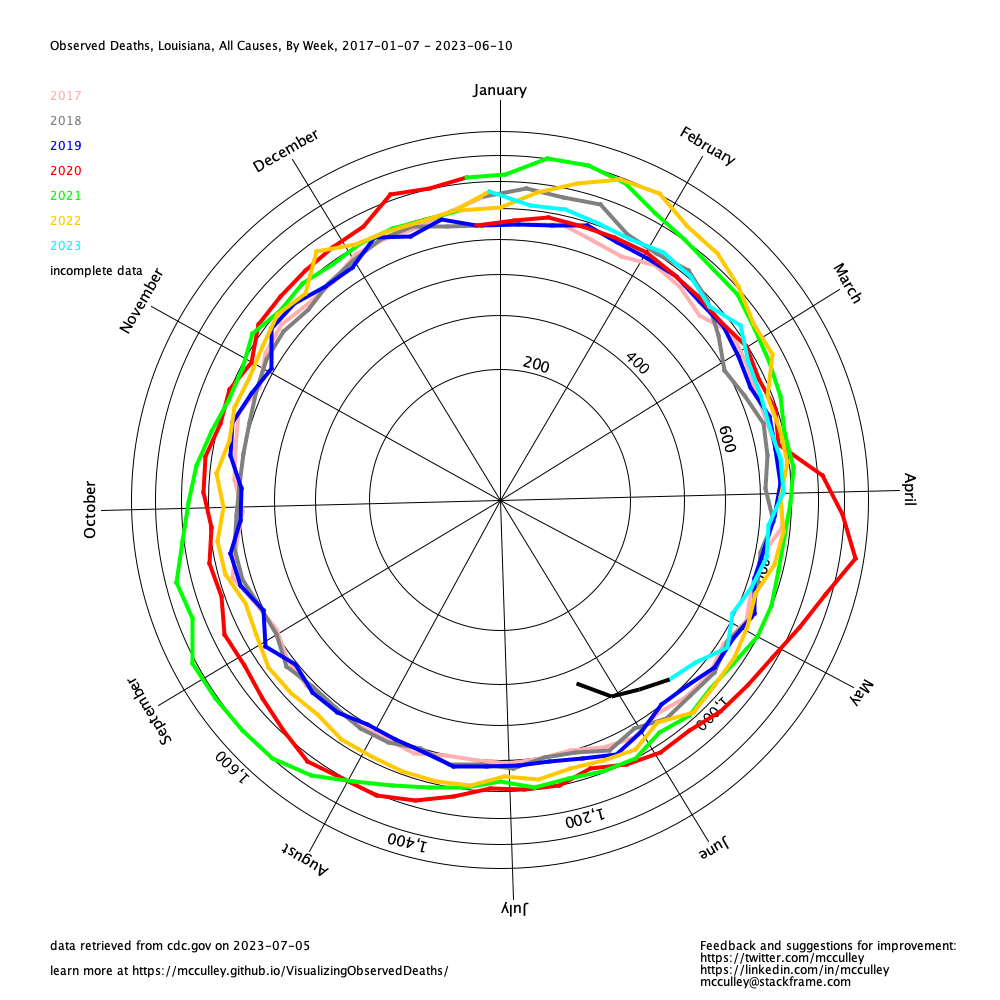 Observed Deaths, Louisiana, All Causes, By Week, 2017-01-07 - 2023-06-10
January
2017
2018
2019
2020
2021
2022
2023
incomplete data
December
February
November
March
200
400
600
October
April
1,000
September
May
1,600
1,200
1,400
August
June
July
data retrieved from cdc.gov on 2023-07-05
learn more at https://mcculley.github.io/VisualizingObservedDeaths/
Feedback and suggestions for improvement:
https://twitter.com/mcculley
https://linkedin.com/in/mcculley
mcculley@stackframe.com